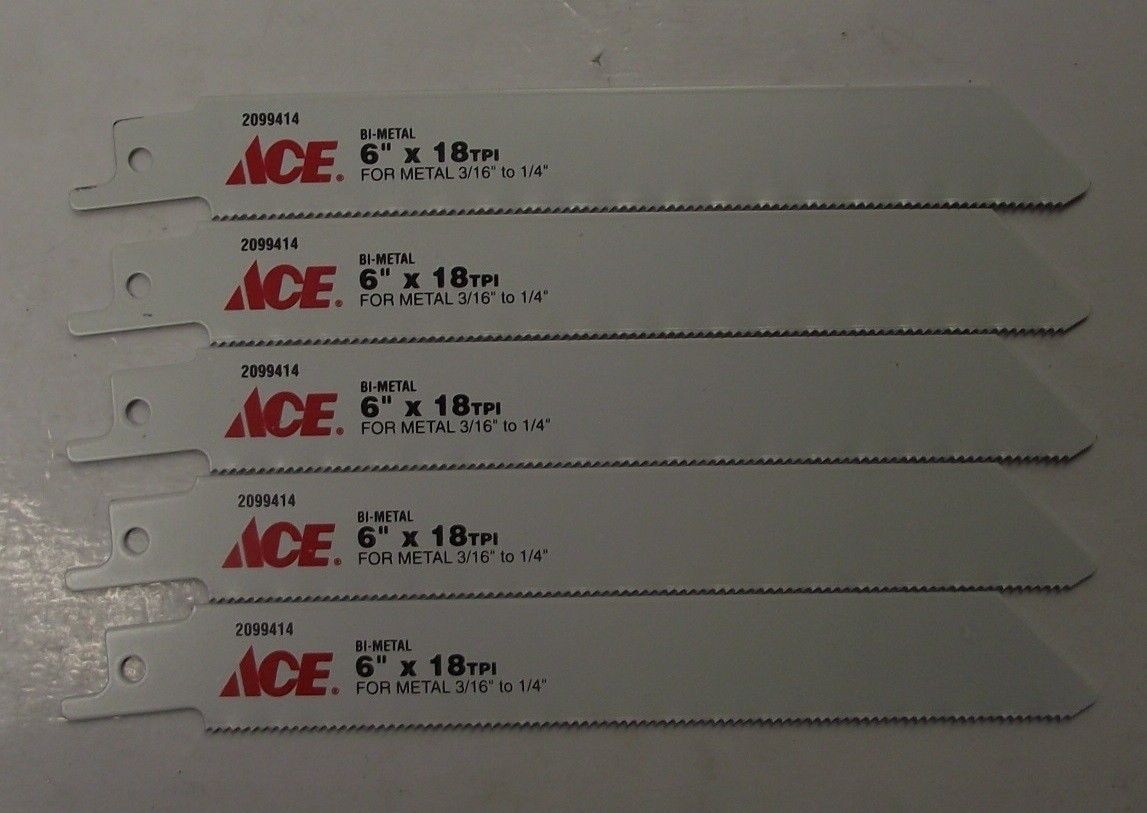 2099414
ACE®
BI-METAL
6" x 18TPI
FOR METAL 3/16" to 1/4"
2099414
ACE®
BI-METAL
6" x 18TPI
FOR METAL 3/16" to 1/4"
2099414
ACE®
BI-METAL
6" x 18TPI
FOR METAL 3/16" to 1/4"
2099414
ACE®
BI-METAL
6" x 18TPI
FOR METAL 3/16" to 1/4"
2099414
ACE®
BI-METAL
6" x 18TPI
FOR METAL 3/16" to 1/4"